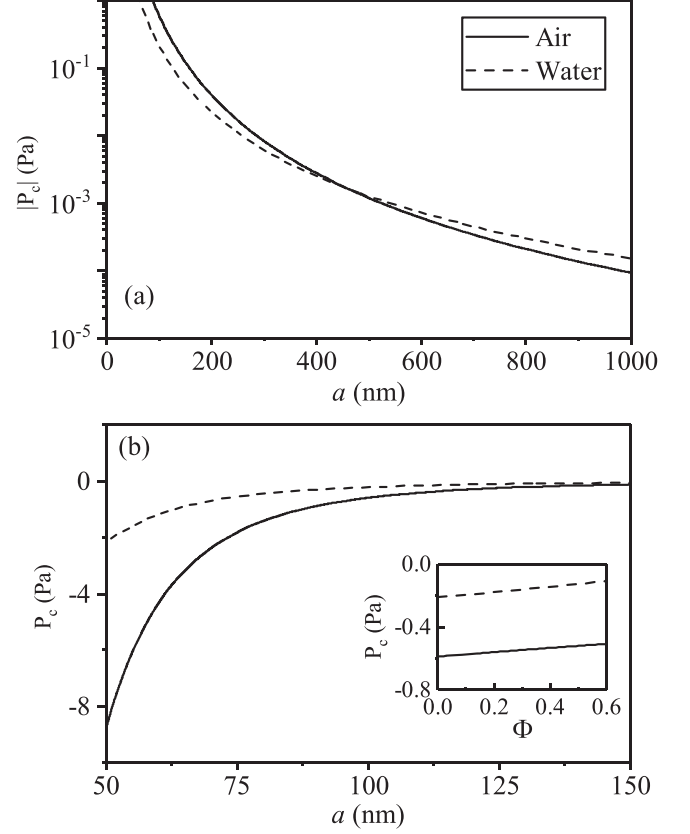 Air
Water
10⁻¹
10⁻³
10⁻⁵
|P_c| (Pa)
(a)
0 200 400 600 800 1000
a (nm)
(b)
0
-4
-8
P_c (Pa)
0.0
-0.4
-0.8
P_c (Pa)
0.0 0.2 0.4 0.6
Φ
50 75 100 125 150
a (nm)